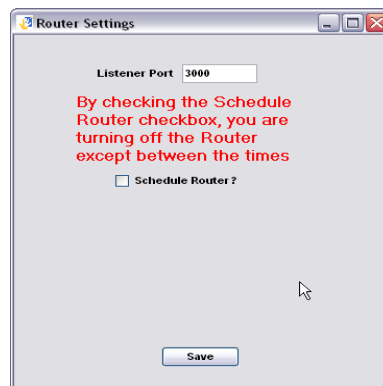 Router Settings
Listener Port 3000
By checking the Schedule
Router checkbox, you are
turning off the Router
except between the times
Schedule Router?
Save